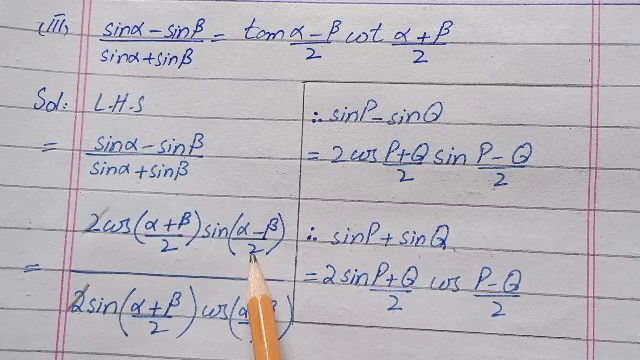 (III) sinα - sinβ / sinα + sinβ = tan α - β / 2 cot α + β / 2
Sol: L.H.S
= sinα - sinβ / sinα + sinβ
= 2cos(α + β / 2) sin(α - β / 2) / 2sin(α + β / 2) cos(α
∴ sinP - sinQ
= 2 cos P+Q / 2 sin P - Q / 2
∴ sinP + sinQ
= 2 sin P+Q / 2 cos P - Q / 2